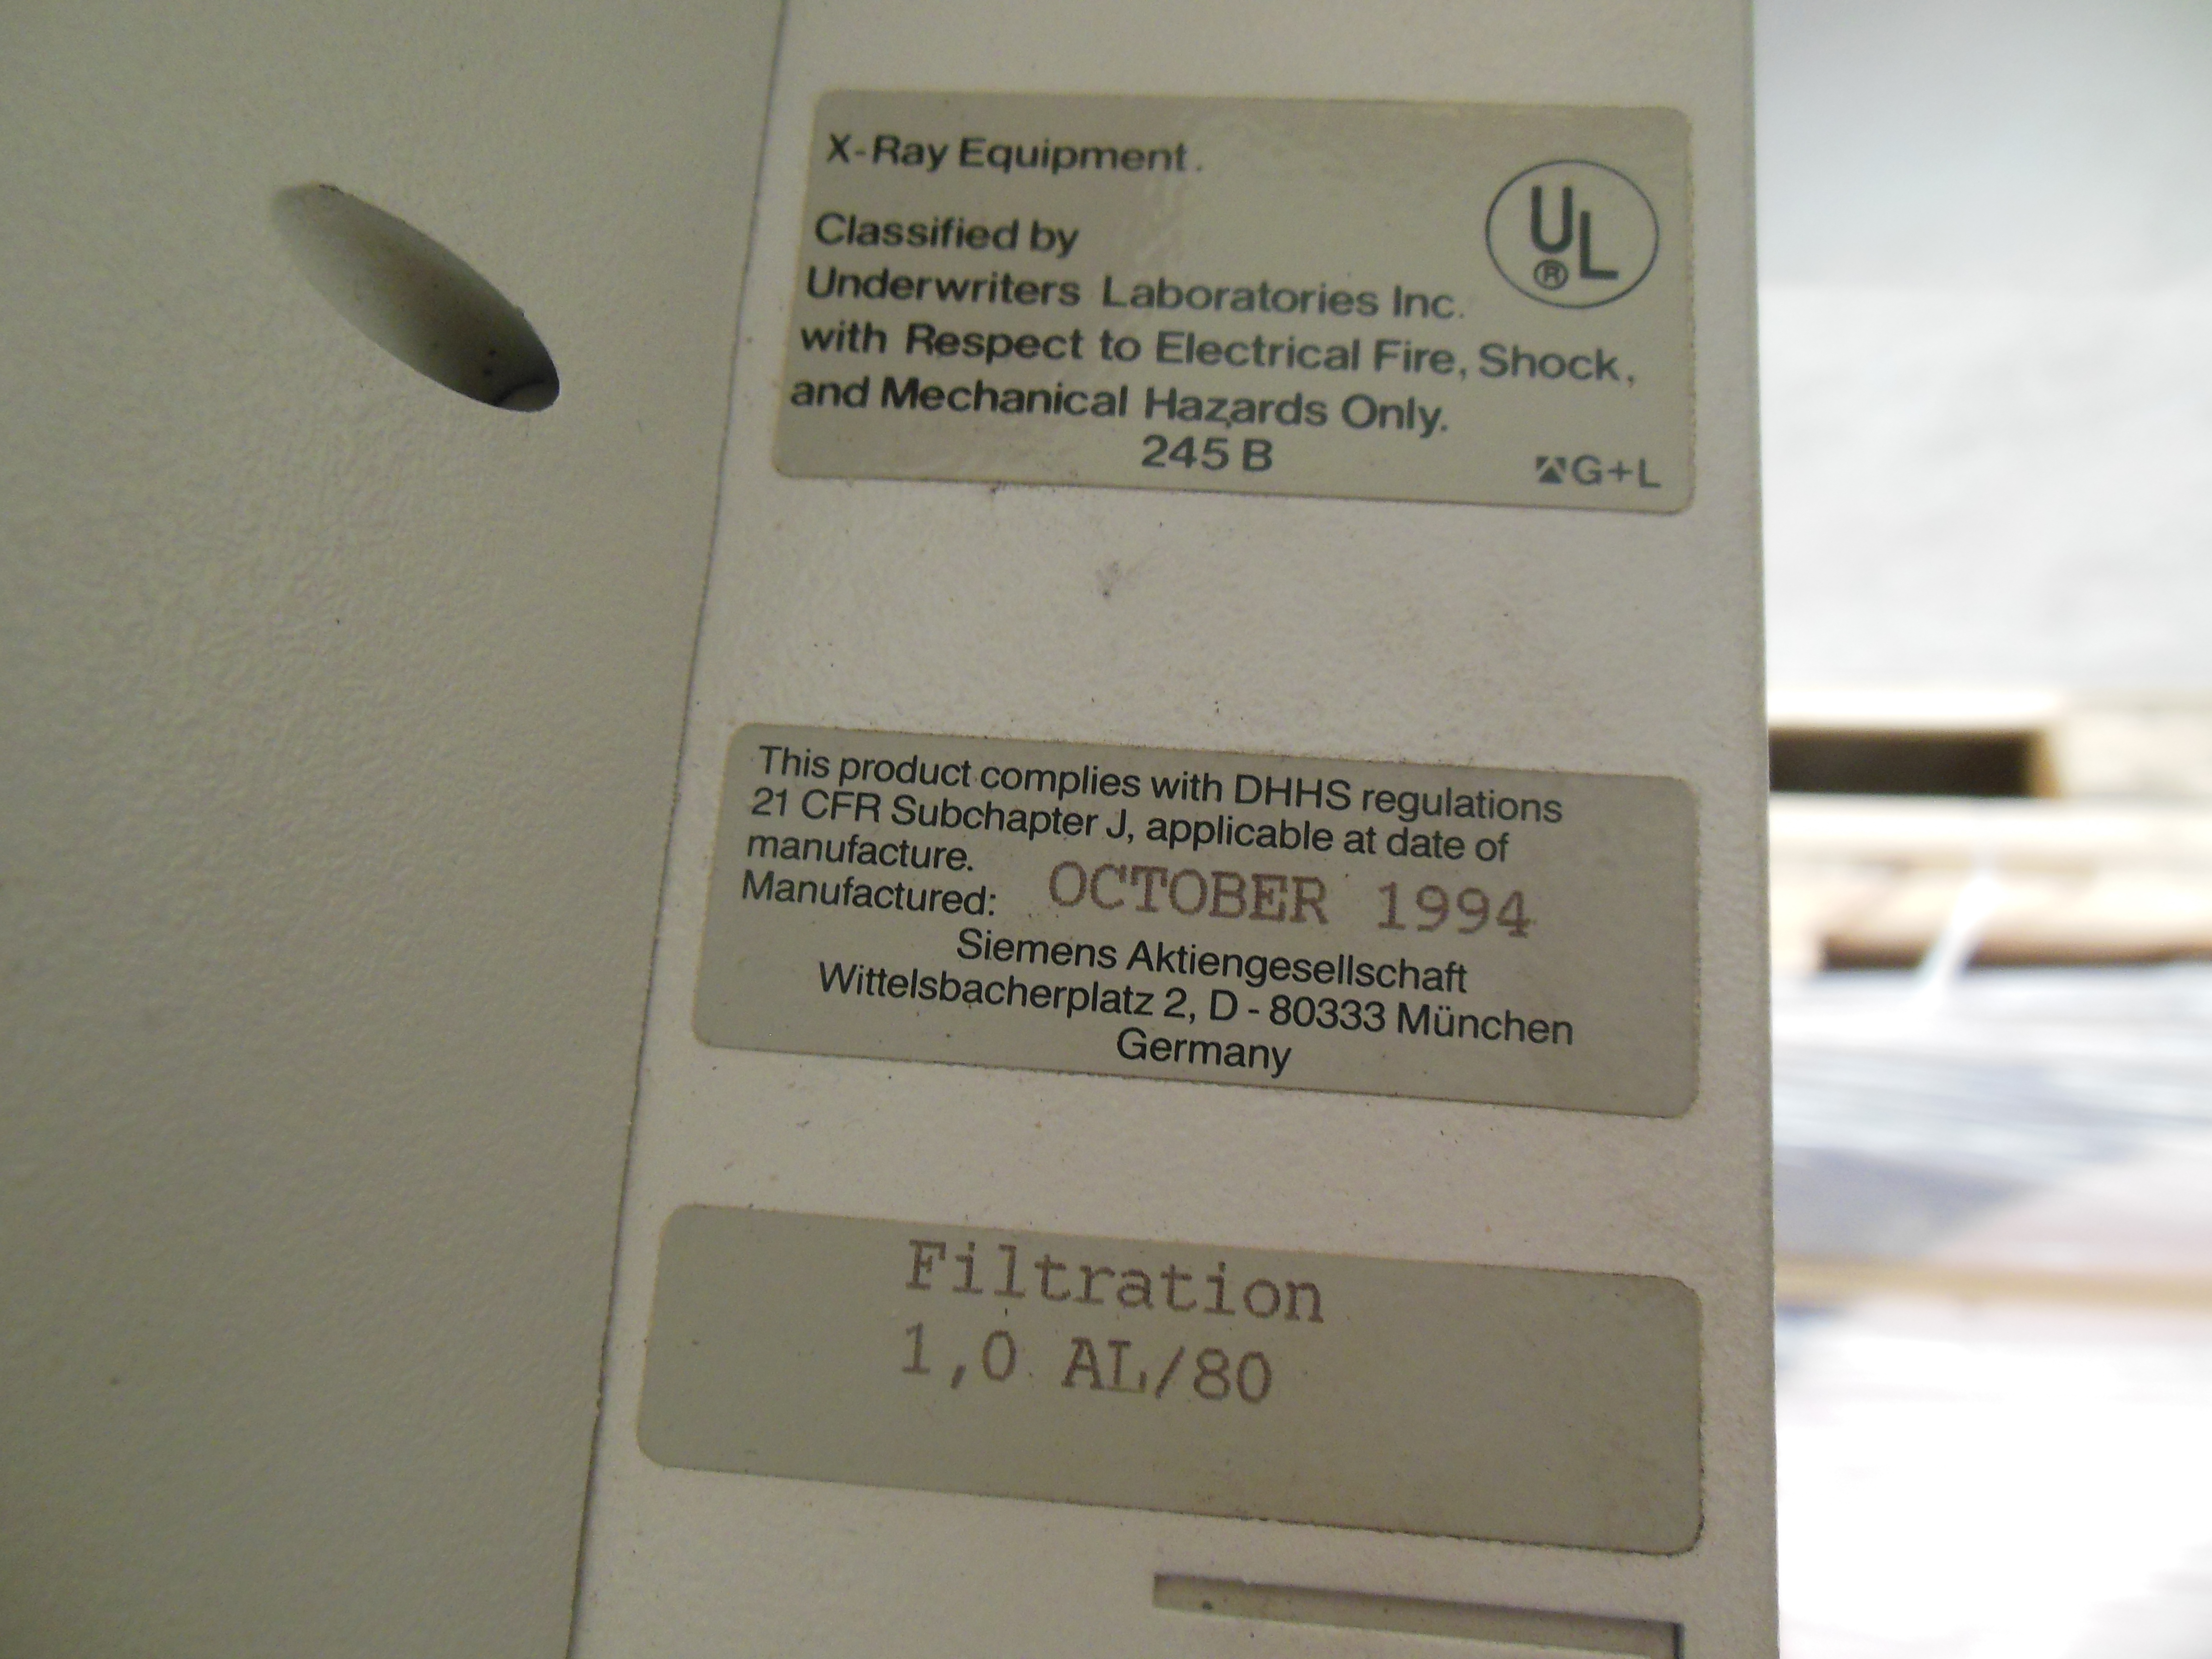 X-Ray Equipment.
Classified by
Underwriters Laboratories Inc.
with Respect to Electrical Fire, Shock,
and Mechanical Hazards Only.
245 B
UL
®
G+L
This product complies with DHHS regulations
21 CFR Subchapter J, applicable at date of
manufacture.
Manufactured: OCTOBER 1994
Siemens Aktiengesellschaft
Wittelsbacherplatz 2, D - 80333 München
Germany
Filtration
1,0 AL/80